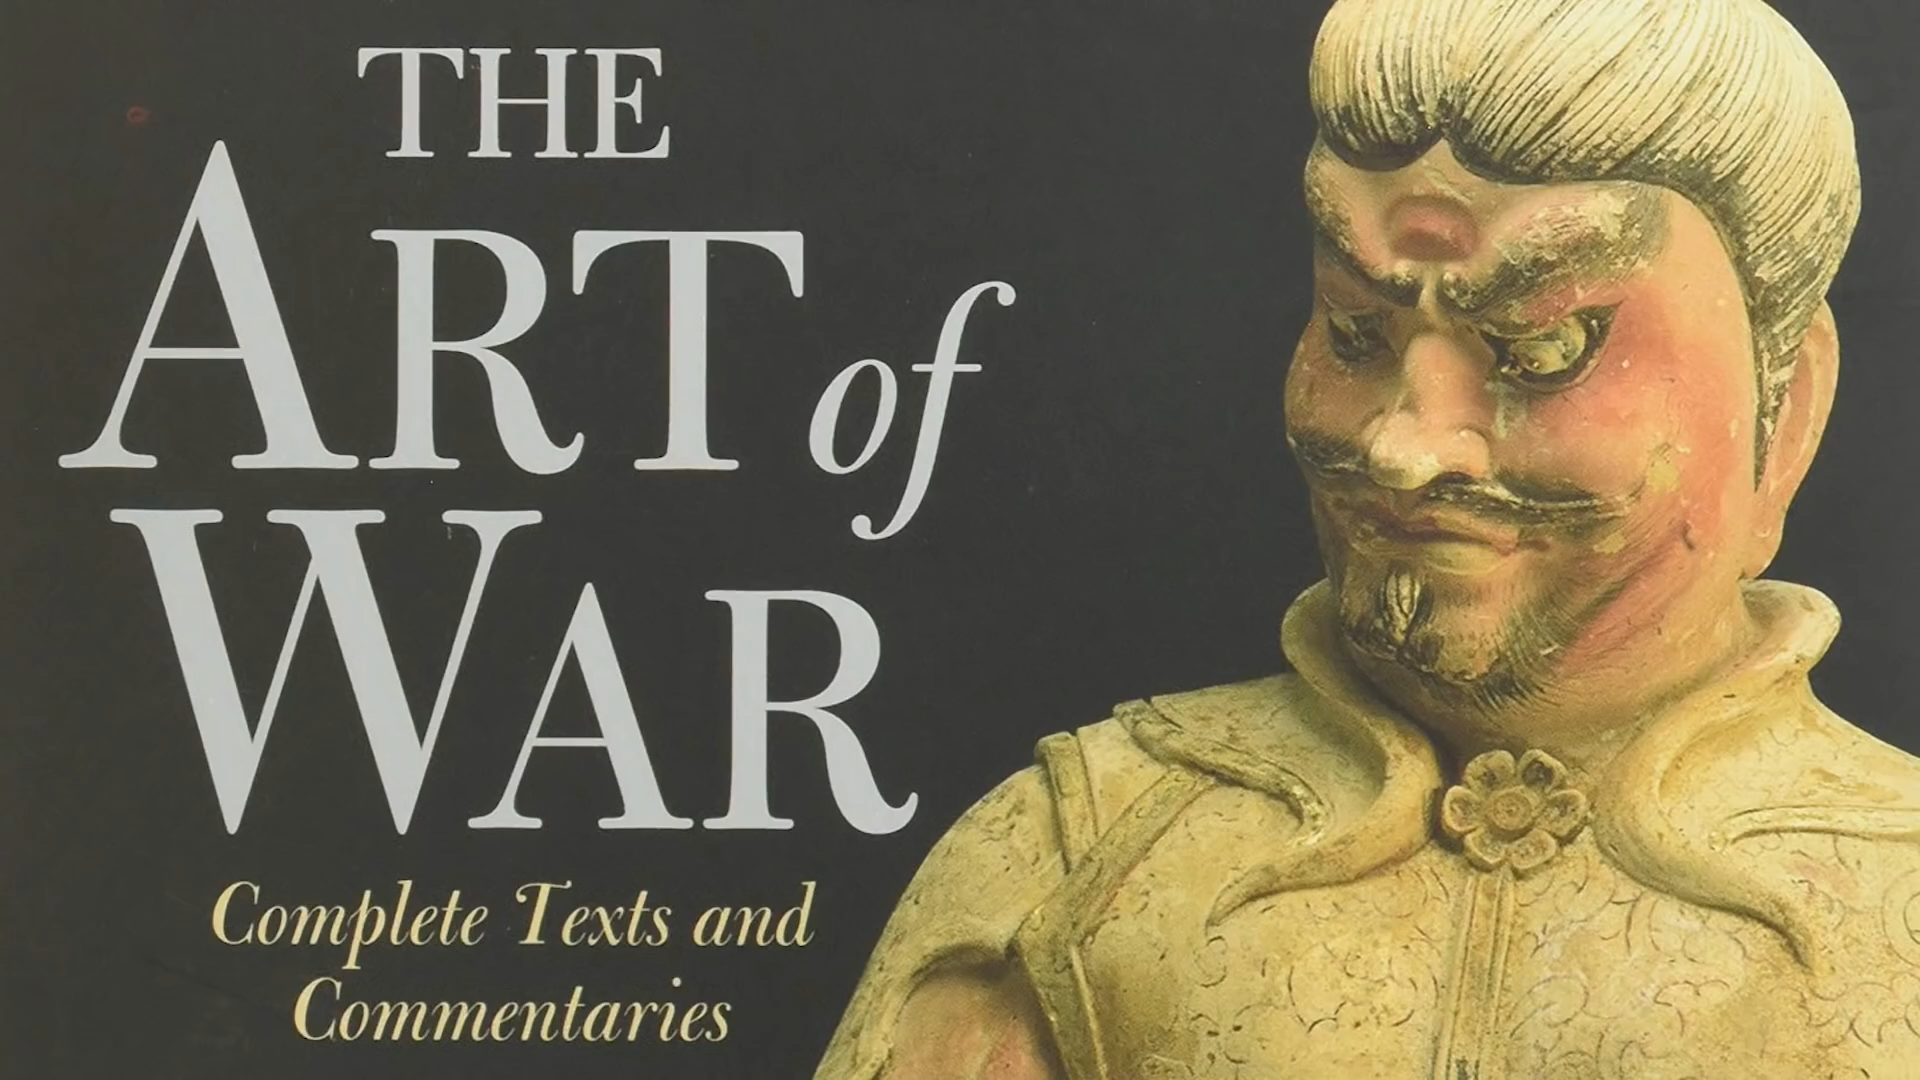 THE
ART of
WAR
Complete Texts and
Commentaries